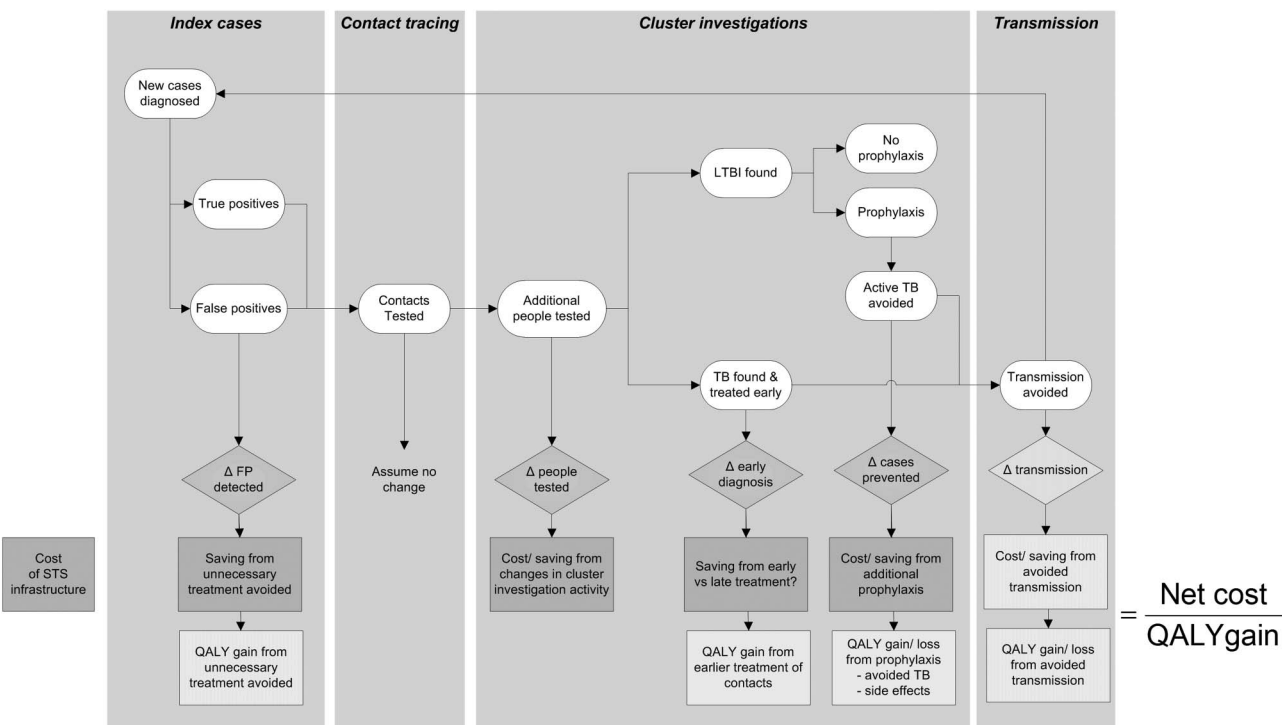 Index cases
Contact tracing
Cluster investigations
Transmission
New cases
diagnosed
True positives
False positives
Contacts
Tested
Additional
people tested
LTBI found
No
prophylaxis
Prophylaxis
Active TB
avoided
TB found &
treated early
Transmission
avoided
Δ FP
detected
Assume no
change
Δ people
tested
Δ early
diagnosis
Δ cases
prevented
Δ transmission
Cost
of STS
infrastructure
Saving from
unnecessary
treatment avoided
Cost/ saving from
changes in cluster
investigation activity
Saving from early
vs late treatment?
Cost/ saving from
additional
prophylaxis
Cost/ saving from
avoided
transmission
QALY gain from
unnecessary
treatment avoided
QALY gain from
earlier treatment of
contacts
QALY gain/ loss
from prophylaxis
- avoided TB
- side effects
QALY gain/ loss
from avoided
transmission
= Net cost
QALYgain